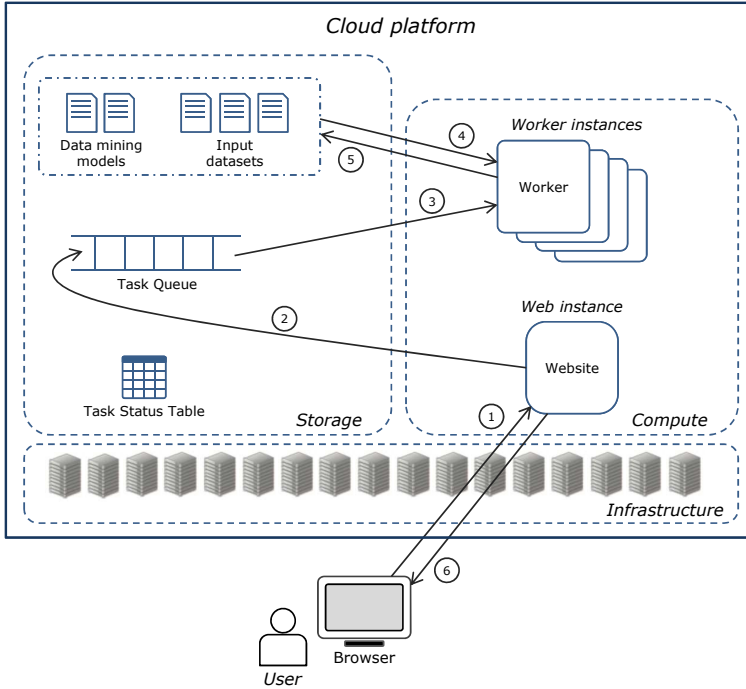 Cloud platform
Data mining
models
Input
datasets
4
5
Worker instances
Worker
3
Task Queue
2
Web instance
Website
Task Status Table
Storage
1
Compute
Infrastructure
6
Browser
User